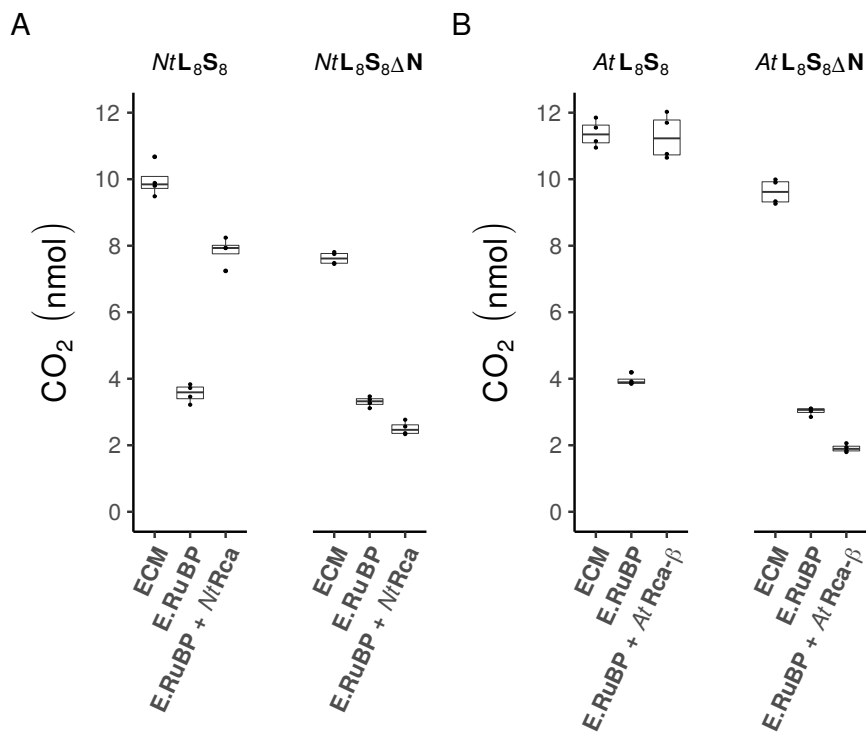 A
NtL₈S₈
NtL₈S₈ΔN
CO₂ (nmol)
12
10
8
6
4
2
0
ECM
E.RuBP
E.RuBP + NtRca
ECM
E.RuBP
E.RuBP + NtRca
B
AtL₈S₈
AtL₈S₈ΔN
CO₂ (nmol)
12
10
8
6
4
2
0
ECM
E.RuBP
E.RuBP + AtRca-β
ECM
E.RuBP
E.RuBP + AtRca-β